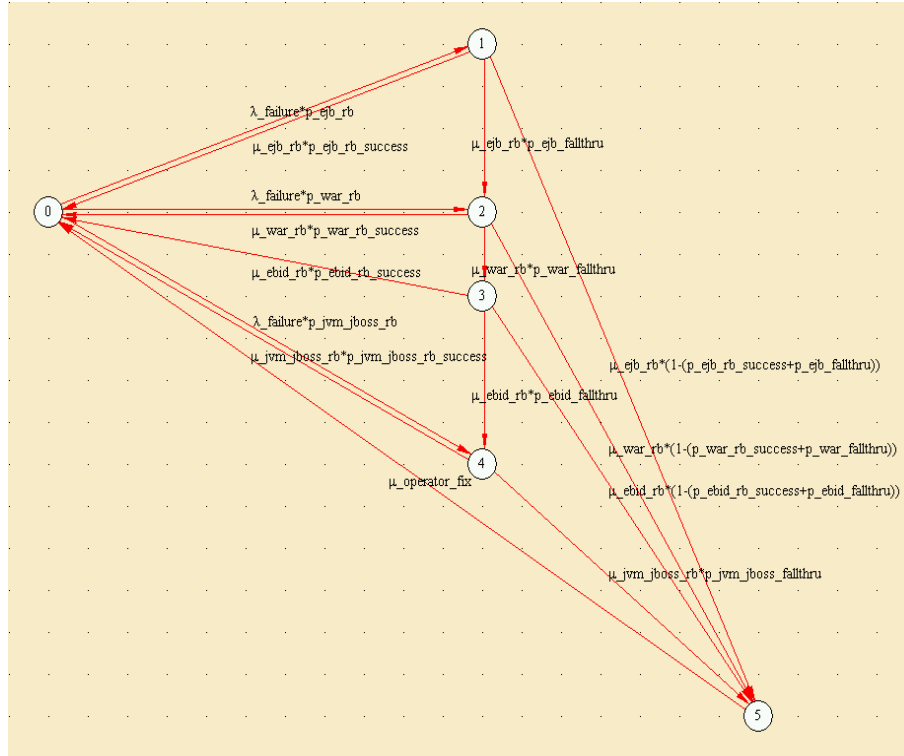 1
λ_failure*p_ejb_rb
μ_ejb_rb*p_ejb_rb_success
μ_ejb_rb*p_ejb_fallthru
λ_failure*p_war_rb
0
2
μ_war_rb*p_war_rb_success
μ_ebid_rb*p_ebid_rb_success
μ_war_rb*p_war_fallthru
3
λ_failure*p_jvm_jboss_rb
μ_jvm_jboss_rb*p_jvm_jboss_rb_success
μ_ejb_rb*(1-(p_ejb_rb_success+p_ejb_fallthru))
μ_ebid_rb*p_ebid_fallthru
μ_war_rb*(1-(p_war_rb_success+p_war_fallthru))
4
μ_operator_fix
μ_ebid_rb*(1-(p_ebid_rb_success+p_ebid_fallthru))
μ_jvm_jboss_rb*p_jvm_jboss_fallthru
5